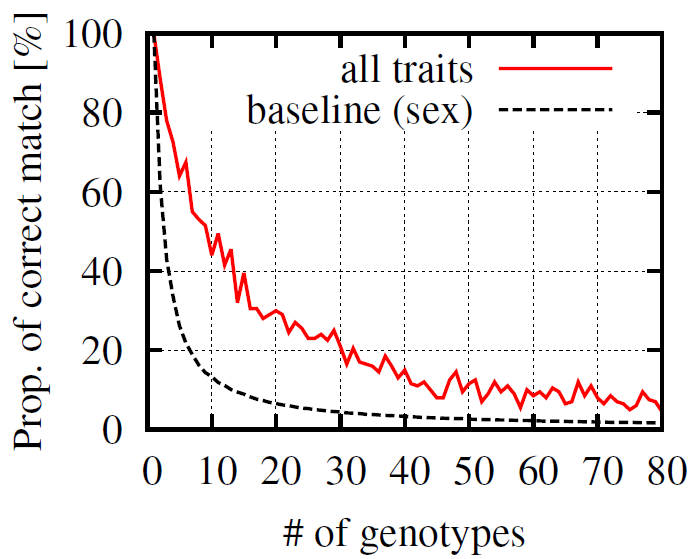 Prop. of correct match [%]
100
80
60
40
20
0
all traits
baseline (sex)
0 10 20 30 40 50 60 70 80
# of genotypes